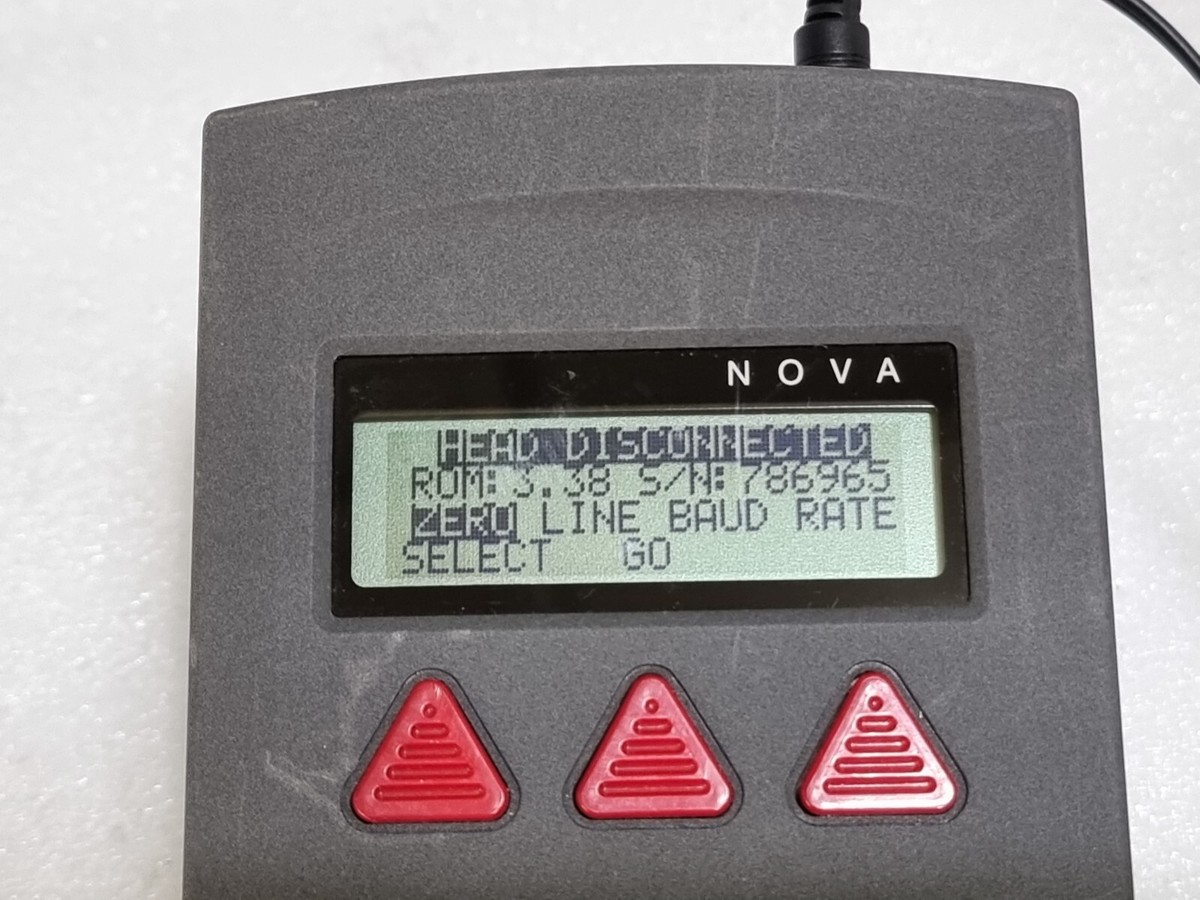 NOVA
HEAD DISCONNECTED
ROM: 3.38 S/N: 786965
ZERO LINE BAUD RATE
SELECT GO